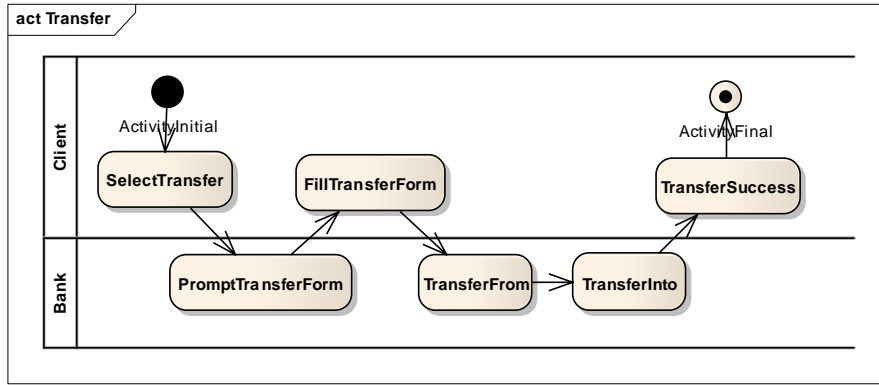 act Transfer
Client
ActivityInitial
ActivityFinal
SelectTransfer
FillTransferForm
TransferSuccess
Bank
PromptTransferForm
TransferFrom
TransferInto